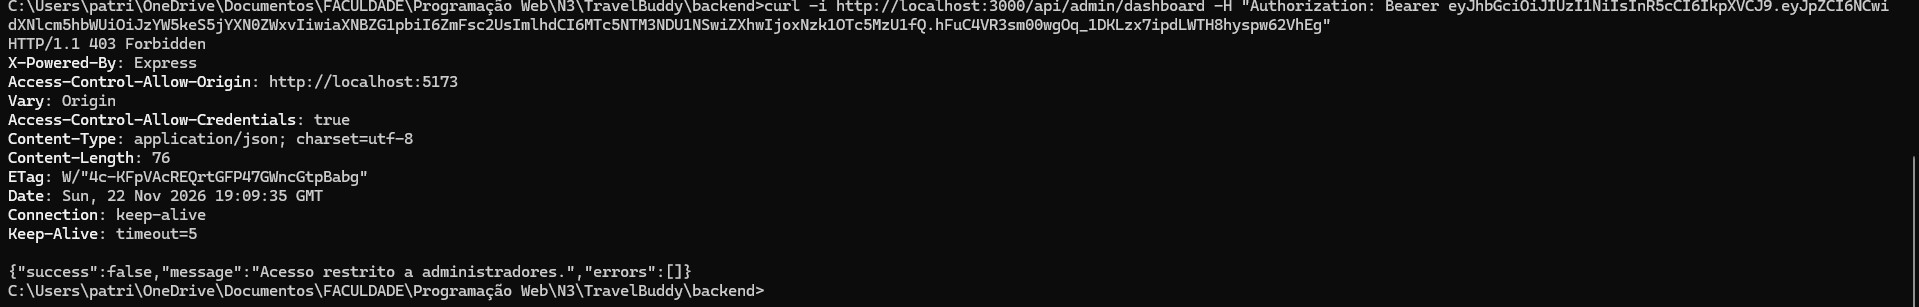 C:\Users\patri\OneDrive\Documentos\FACULDADE\Programação Web\N3\TravelBuddy\backend>curl -i http://localhost:3000/api/admin/dashboard -H "Authorization: Bearer eyJhbGciOiJIUzI1NiIsInR5cCI6IkpXVCJ9.eyJpZCI6NCwi
dXNlcm5hbWUiOiJzYW5keS5jYXN0ZWxvIiwiaXNBZG1pbiI6ZmFsc2UsImlhdCI6MTc5NTM3NDU1NSwiZXhwIjoxNzk1OTc5MzU1fQ.hFuC4VR3sm00wgOq_1DKLzx7ipdLWTH8hyspw62VhEg"
HTTP/1.1 403 Forbidden
X-Powered-By: Express
Access-Control-Allow-Origin: http://localhost:5173
Vary: Origin
Access-Control-Allow-Credentials: true
Content-Type: application/json; charset=utf-8
Content-Length: 76
ETag: W/"4c-KFpVAcREQrtGFP47GWncGtpBabg"
Date: Sun, 22 Nov 2026 19:09:35 GMT
Connection: keep-alive
Keep-Alive: timeout=5
{"success":false,"message":"Acesso restrito a administradores.","errors":[]}
C:\Users\patri\OneDrive\Documentos\FACULDADE\Programação Web\N3\TravelBuddy\backend>